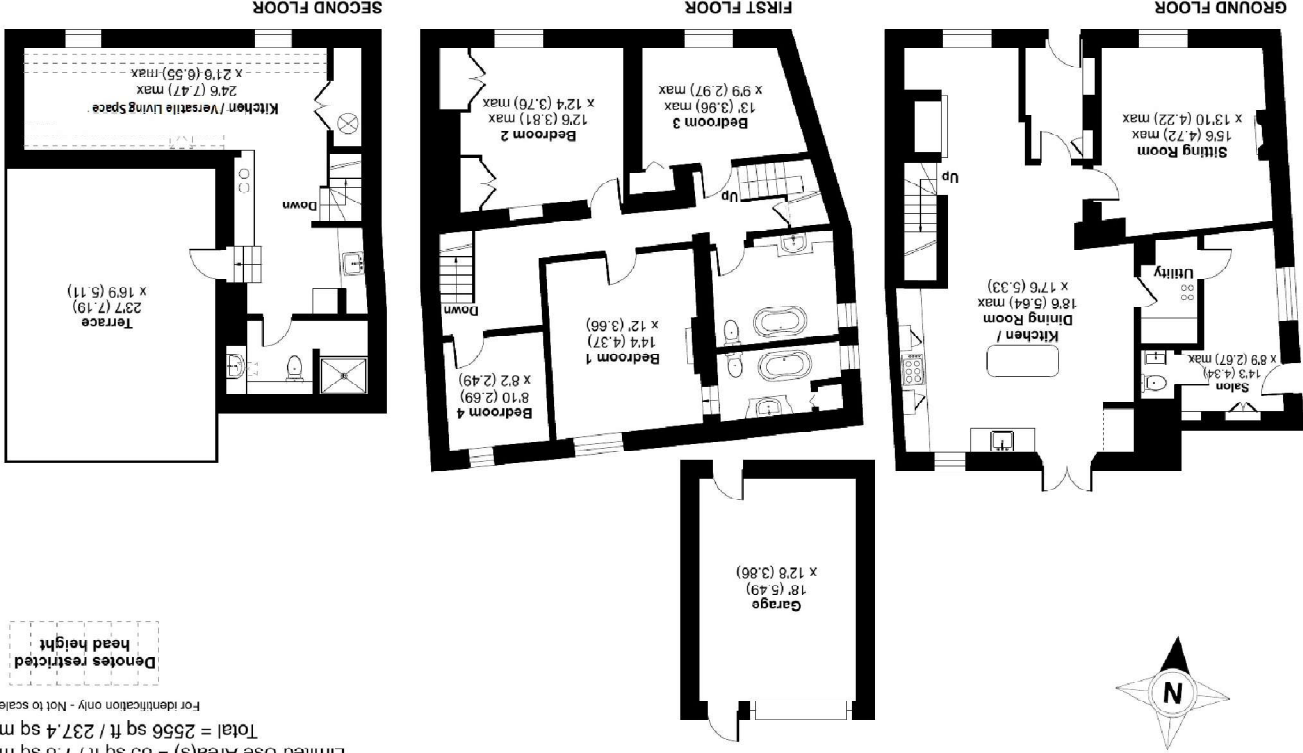 Limited Use Area(s) =
Total = 2556 sq ft / 237.4 sq m
For identification only - Not to scale
Denotes restricted
head height
N
Garage
18' (5.49)
x 12'8 (3.86)
Salon
14'3 (4.34)
x 8'9 (2.67) max
Utility
Kitchen /
Dining Room
18'6 (5.64) max
x 17'6 (5.33)
Up
Sitting Room
15'6 (4.72) max
x 13'10 (4.22) max
GROUND FLOOR
Bedroom 1
14'4 (4.37)
x 12' (3.66)
Bedroom 4
8'10 (2.69)
x 8'2 (2.49)
Down
Up
Bedroom 3
13' (3.96) max
x 9'9 (2.97) max
Bedroom 2
12'6 (3.81) max
x 12'4 (3.76) max
FIRST FLOOR
Terrace
23'7 (7.19)
x 16'9 (5.11)
Down
Kitchen / Versatile Living Space
24'6 (7.47) max
x 21'6 (6.55) max
SECOND FLOOR